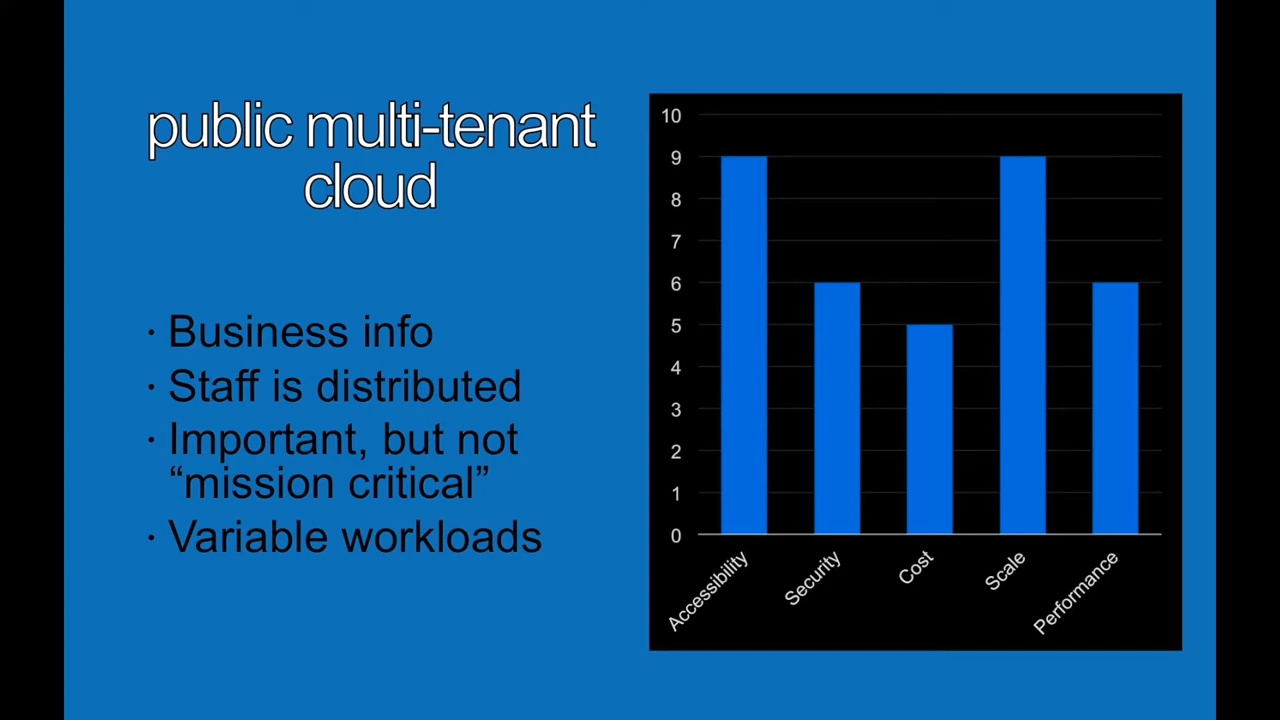 public multi-tenant
cloud
· Business info
· Staff is distributed
· Important, but not
“mission critical”
· Variable workloads
10
9
8
7
6
5
4
3
2
1
0
Accessibility
Security
Cost
Scale
Performance